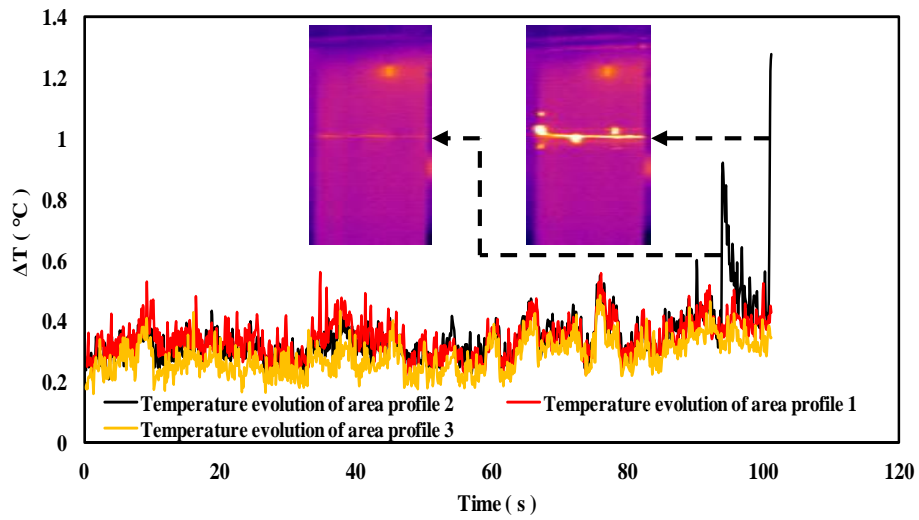 1.4
1.2
1
0.8
0.6
0.4
0.2
0
ΔT ( °C )
Temperature evolution of area profile 2
Temperature evolution of area profile 1
Temperature evolution of area profile 3
0 20 40 60 80 100 120
Time ( s )